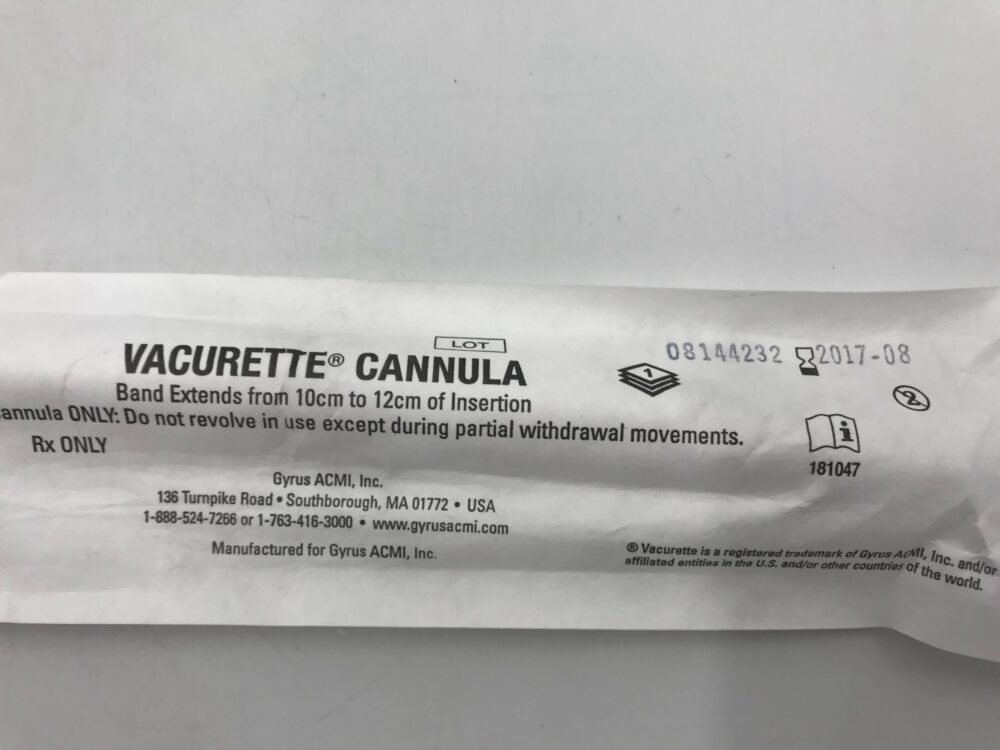 LOT
VACURETTE® CANNULA
08144232 2017-08
1
Band Extends from 10cm to 12cm of Insertion
2
annula ONLY: Do not revolve in use except during partial withdrawal movements.
Rx ONLY
i
181047
Gyrus ACMI, Inc.
136 Turnpike Road • Southborough, MA 01772 • USA
1-888-524-7266 or 1-763-416-3000 • www.gyrusacmi.com
Manufactured for Gyrus ACMI, Inc.
® Vacurette is a registered trademark of Gyrus ACMI, Inc. and/or
affiliated entities in the U.S. and/or other countries of the world.